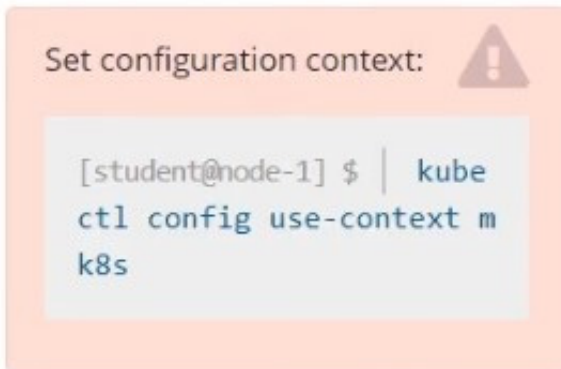 Set configuration context:
[student@node-1] $ | kube
ctl config use-context m
k8s